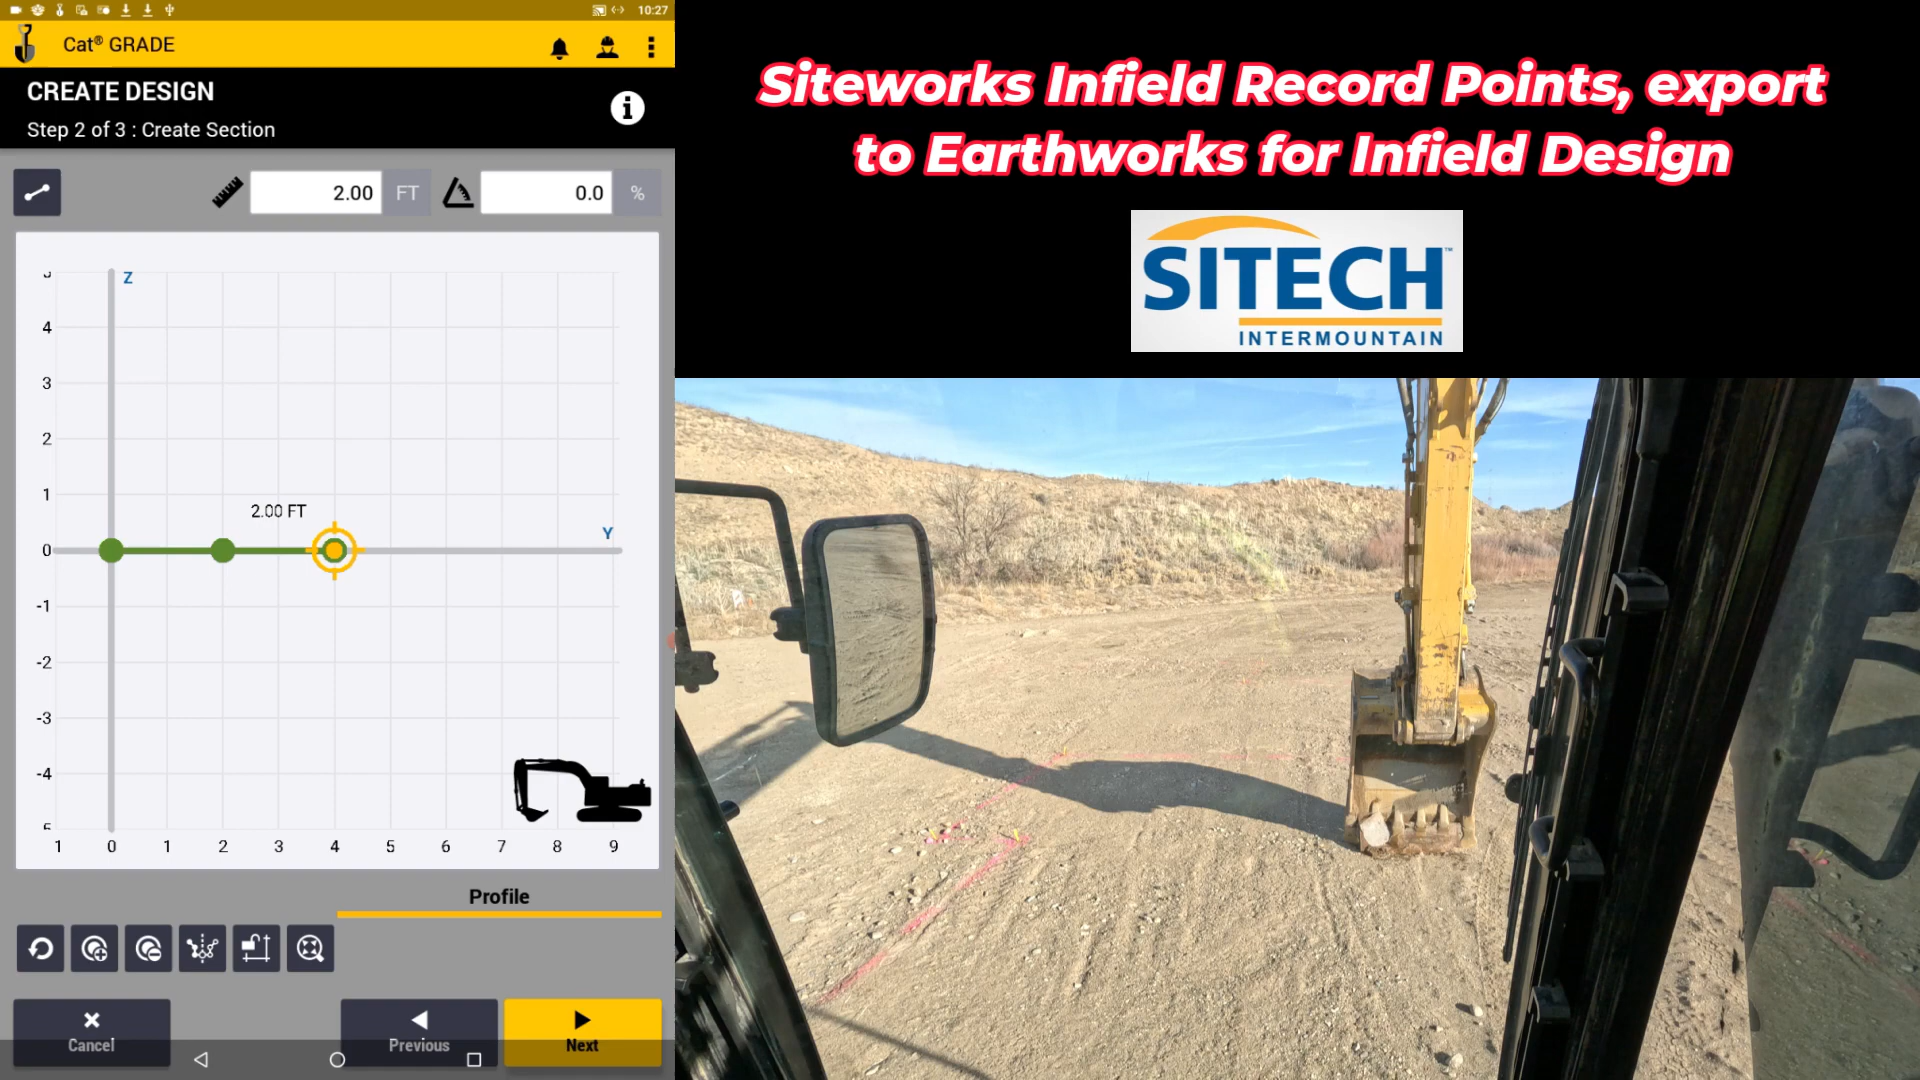 10:27
Cat® GRADE
CREATE DESIGN
Step 2 of 3 : Create Section
2.00 FT 0.0 %
Z
4
3
2
1
2.00 FT
Y
0
-1
-2
-3
-4
1 0 1 2 3 4 5 6 7 8 9
Profile
Cancel
Previous
Next
Siteworks Infield Record Points, export
to Earthworks for Infield Design
SITECH™
INTERMOUNTAIN